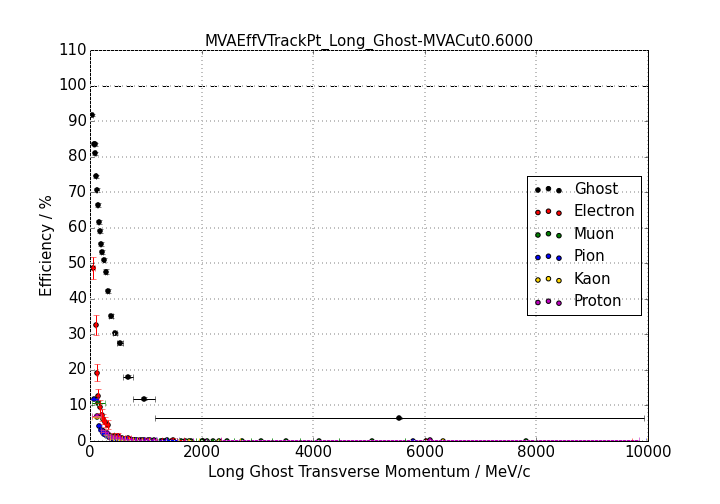 MVAEffVTrackPt_Long_Ghost-MVACut0.6000
110
100
90
80
70
60
50
40
30
20
10
0
Efficiency / %
Ghost
Electron
Muon
Pion
Kaon
Proton
0 2000 4000 6000 8000 10000
Long Ghost Transverse Momentum / MeV/c